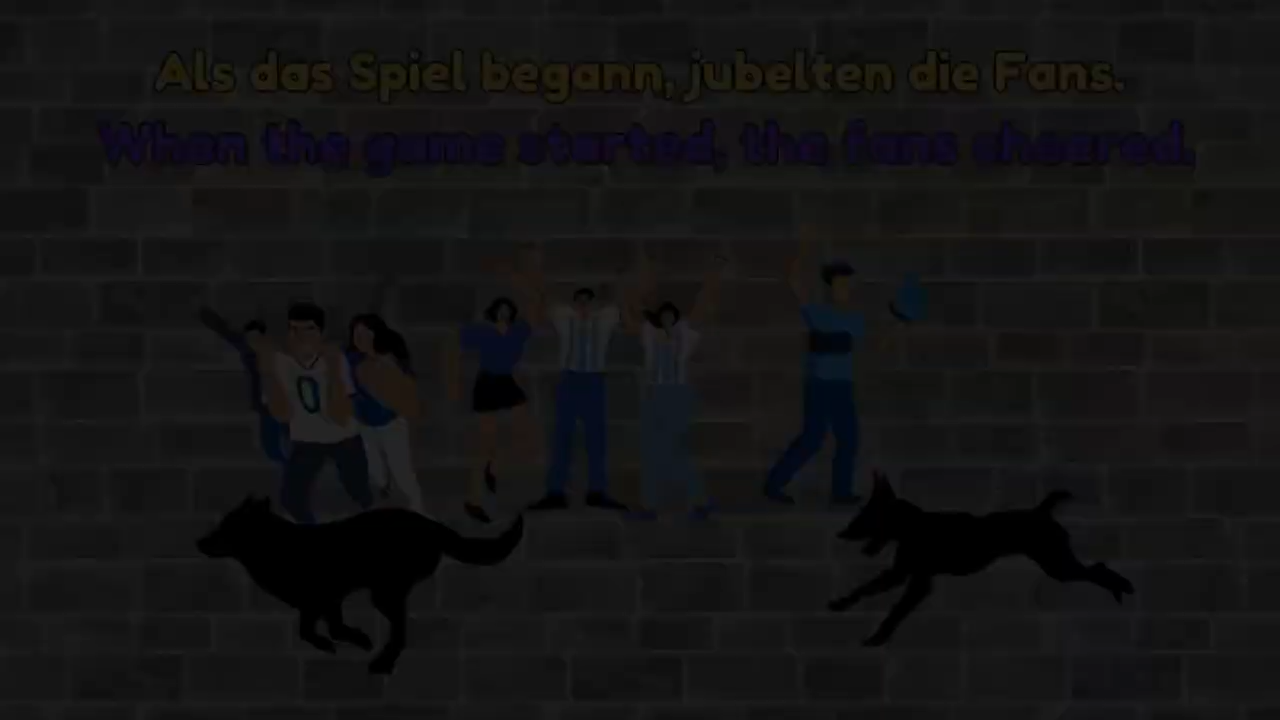 Als das Spiel begann, jubelten die Fans.
When the game started, the fans cheered.